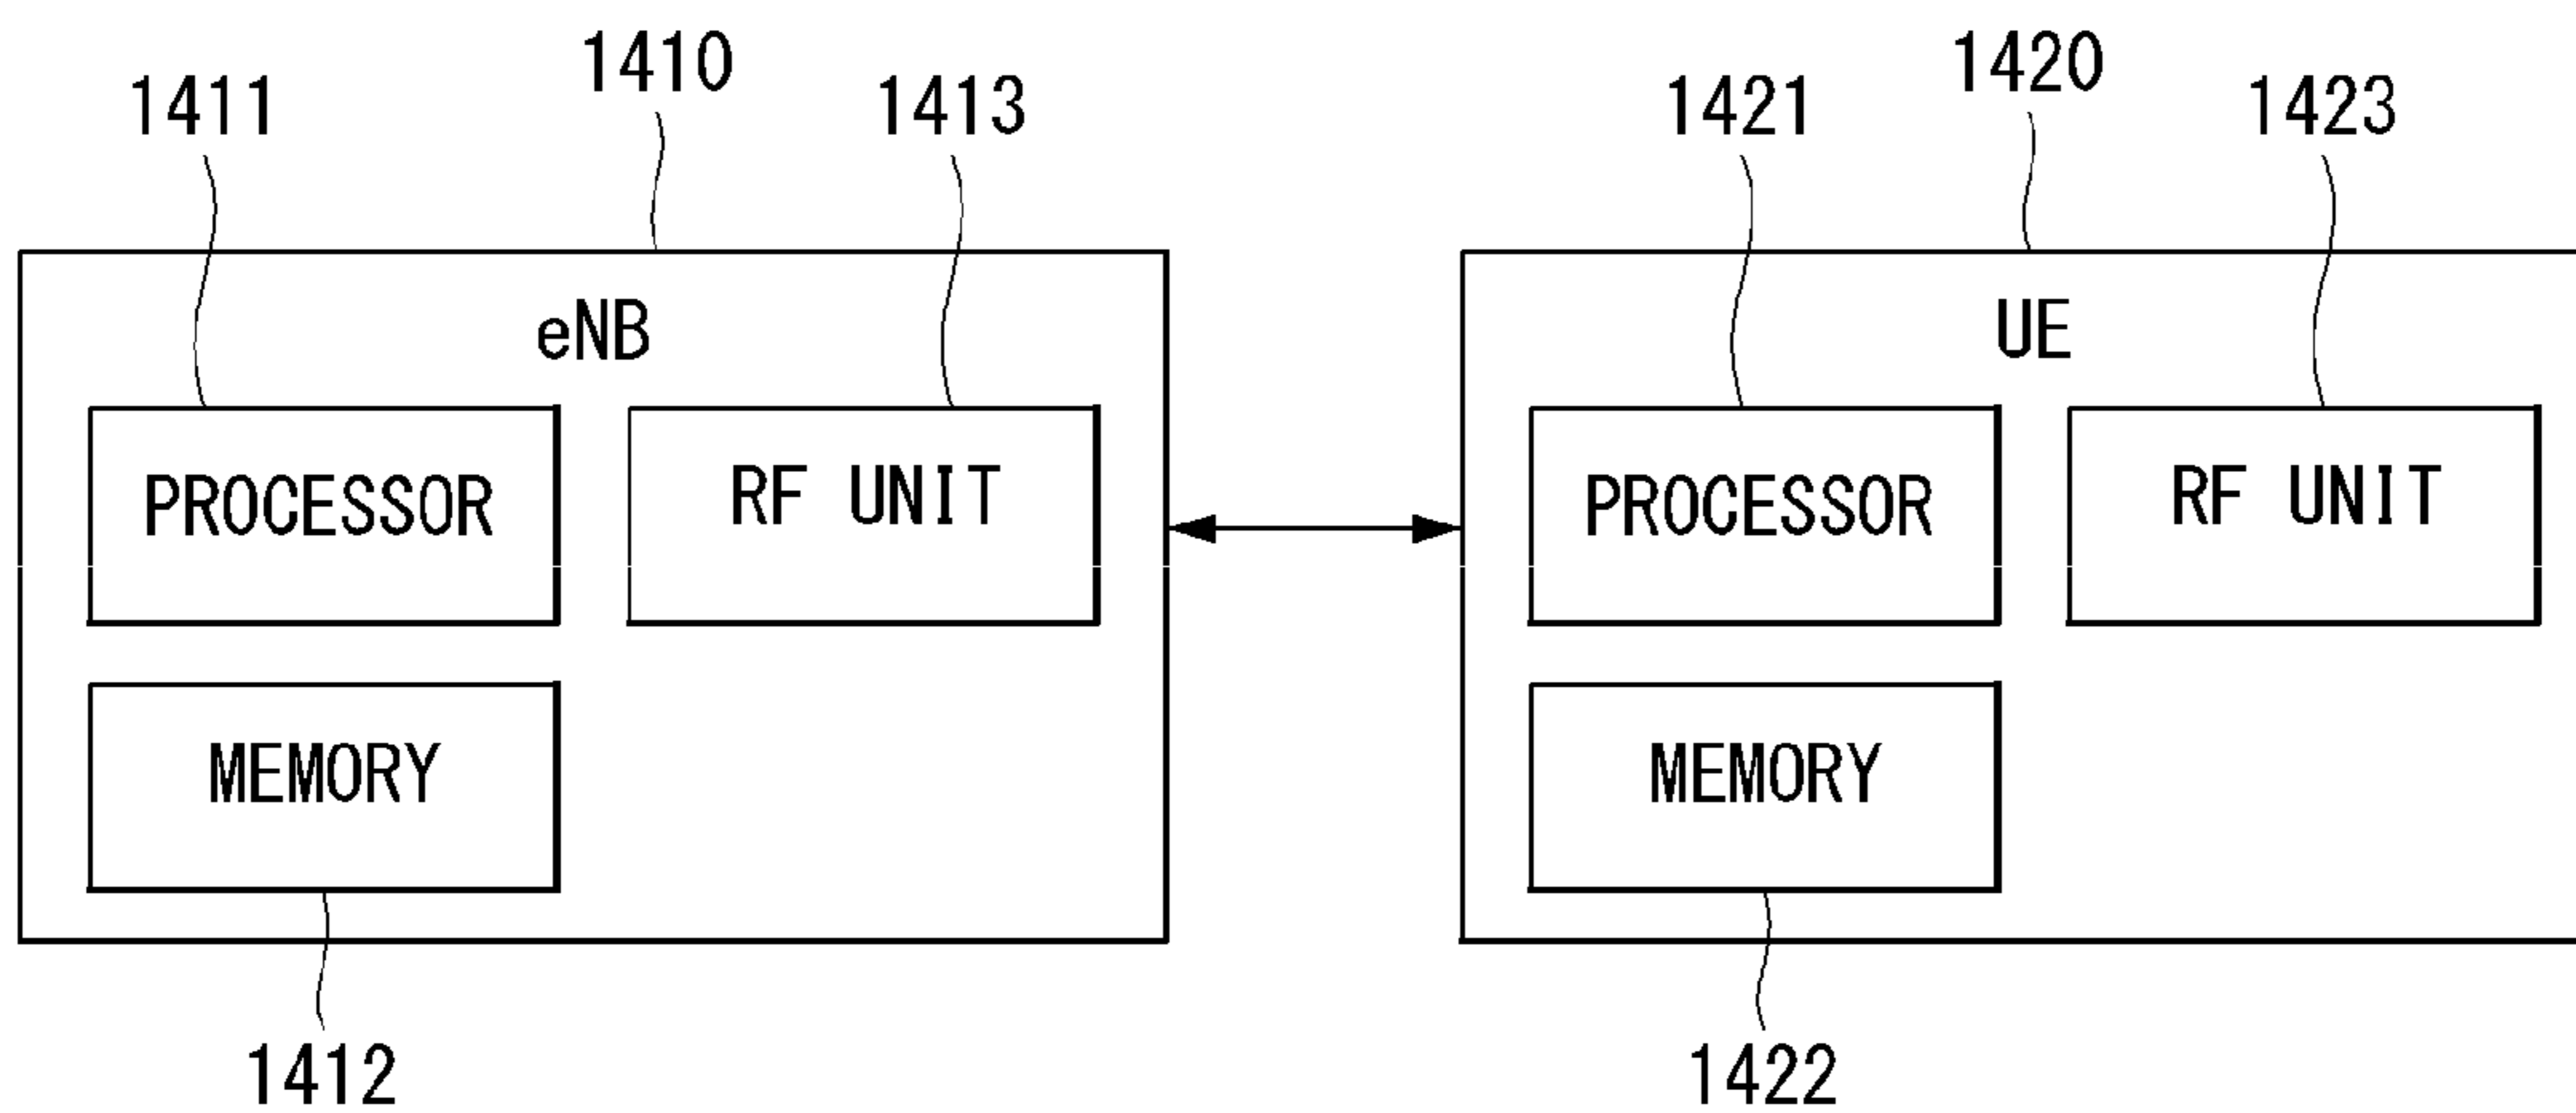 1410
1420
1411
1413
1421
1423
eNB
UE
PROCESSOR
RF UNIT
PROCESSOR
RF UNIT
MEMORY
MEMORY
1412
1422